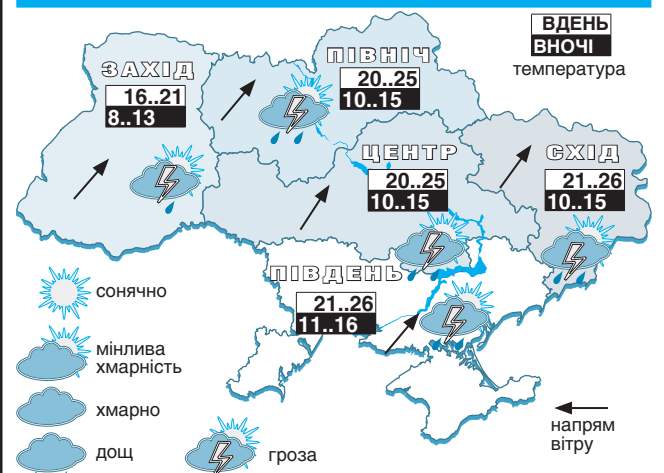 ВДЕНЬ
ВНОЧІ
температура
ПІВНІЧ
20..25
10..15
ЗАХІД
16..21
8..13
ЦЕНТР
20..25
10..15
СХІД
21..26
10..15
ПІВДЕНЬ
21..26
11..16
сонячно
мінлива
хмарність
хмарно
дощ
гроза
напрям
вітру